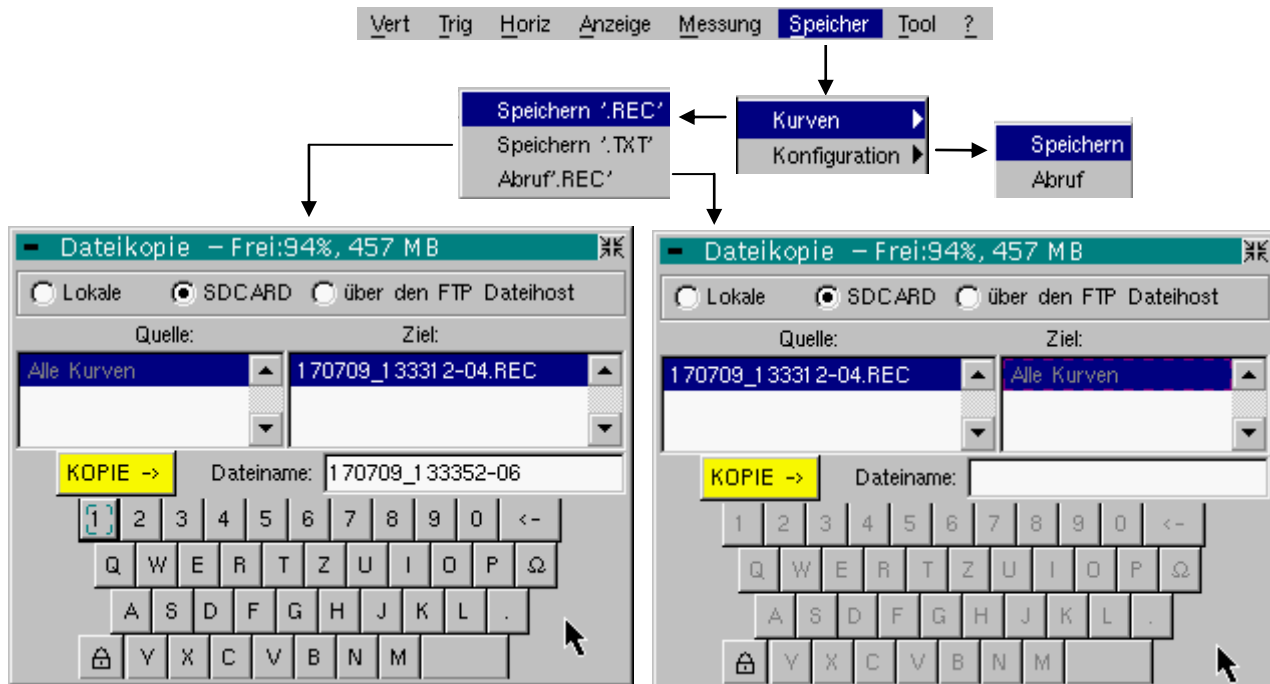 Vert Trig Horiz Anzeige Messung Speicher Tool ?
Speichern '.REC'
Speichern '.TXT'
Abruf'.REC'
Kurven
Konfiguration
Speichern
Abruf
Dateikopie – Frei:94%, 457 MB
Lokale SDCARD über den FTP Dateihost
Quelle: Ziel:
Alle Kurven 170709_133312-04.REC
KOPIE -> Dateiname: 170709_133352-06
1 2 3 4 5 6 7 8 9 0 <-
Q W E R T Z U I O P Ω
A S D F G H J K L .
Y X C V B N M
Dateikopie – Frei:94%, 457 MB
Lokale SDCARD über den FTP Dateihost
Quelle: Ziel:
170709_133312-04.REC Alle Kurven
KOPIE -> Dateiname:
1 2 3 4 5 6 7 8 9 0 <-
Q W E R T Z U I O P Ω
A S D F G H J K L .
Y X C V B N M